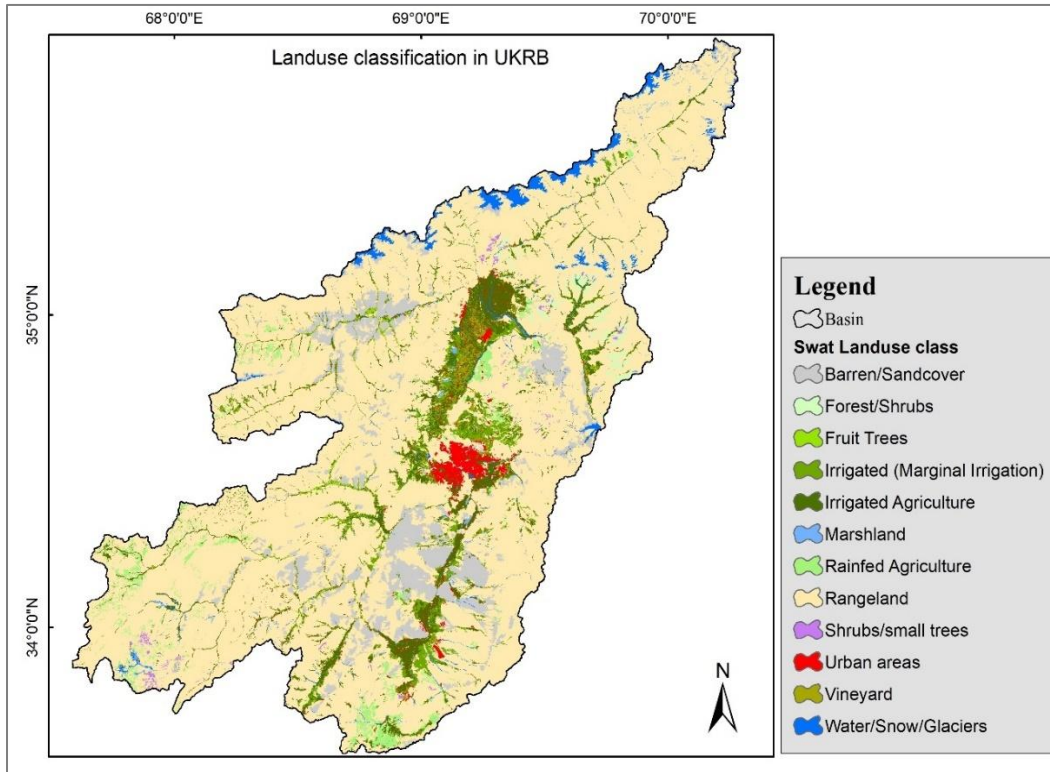 68°0'0"E
69°0'0"E
70°0'0"E
Landuse classification in UKRB
35°0'0"N
34°0'0"N
N
Legend
Basin
Swat Landuse class
Barren/Sandcover
Forest/Shrubs
Fruit Trees
Irrigated (Marginal Irrigation)
Irrigated Agriculture
Marshland
Rainfed Agriculture
Rangeland
Shrubs/small trees
Urban areas
Vineyard
Water/Snow/Glaciers